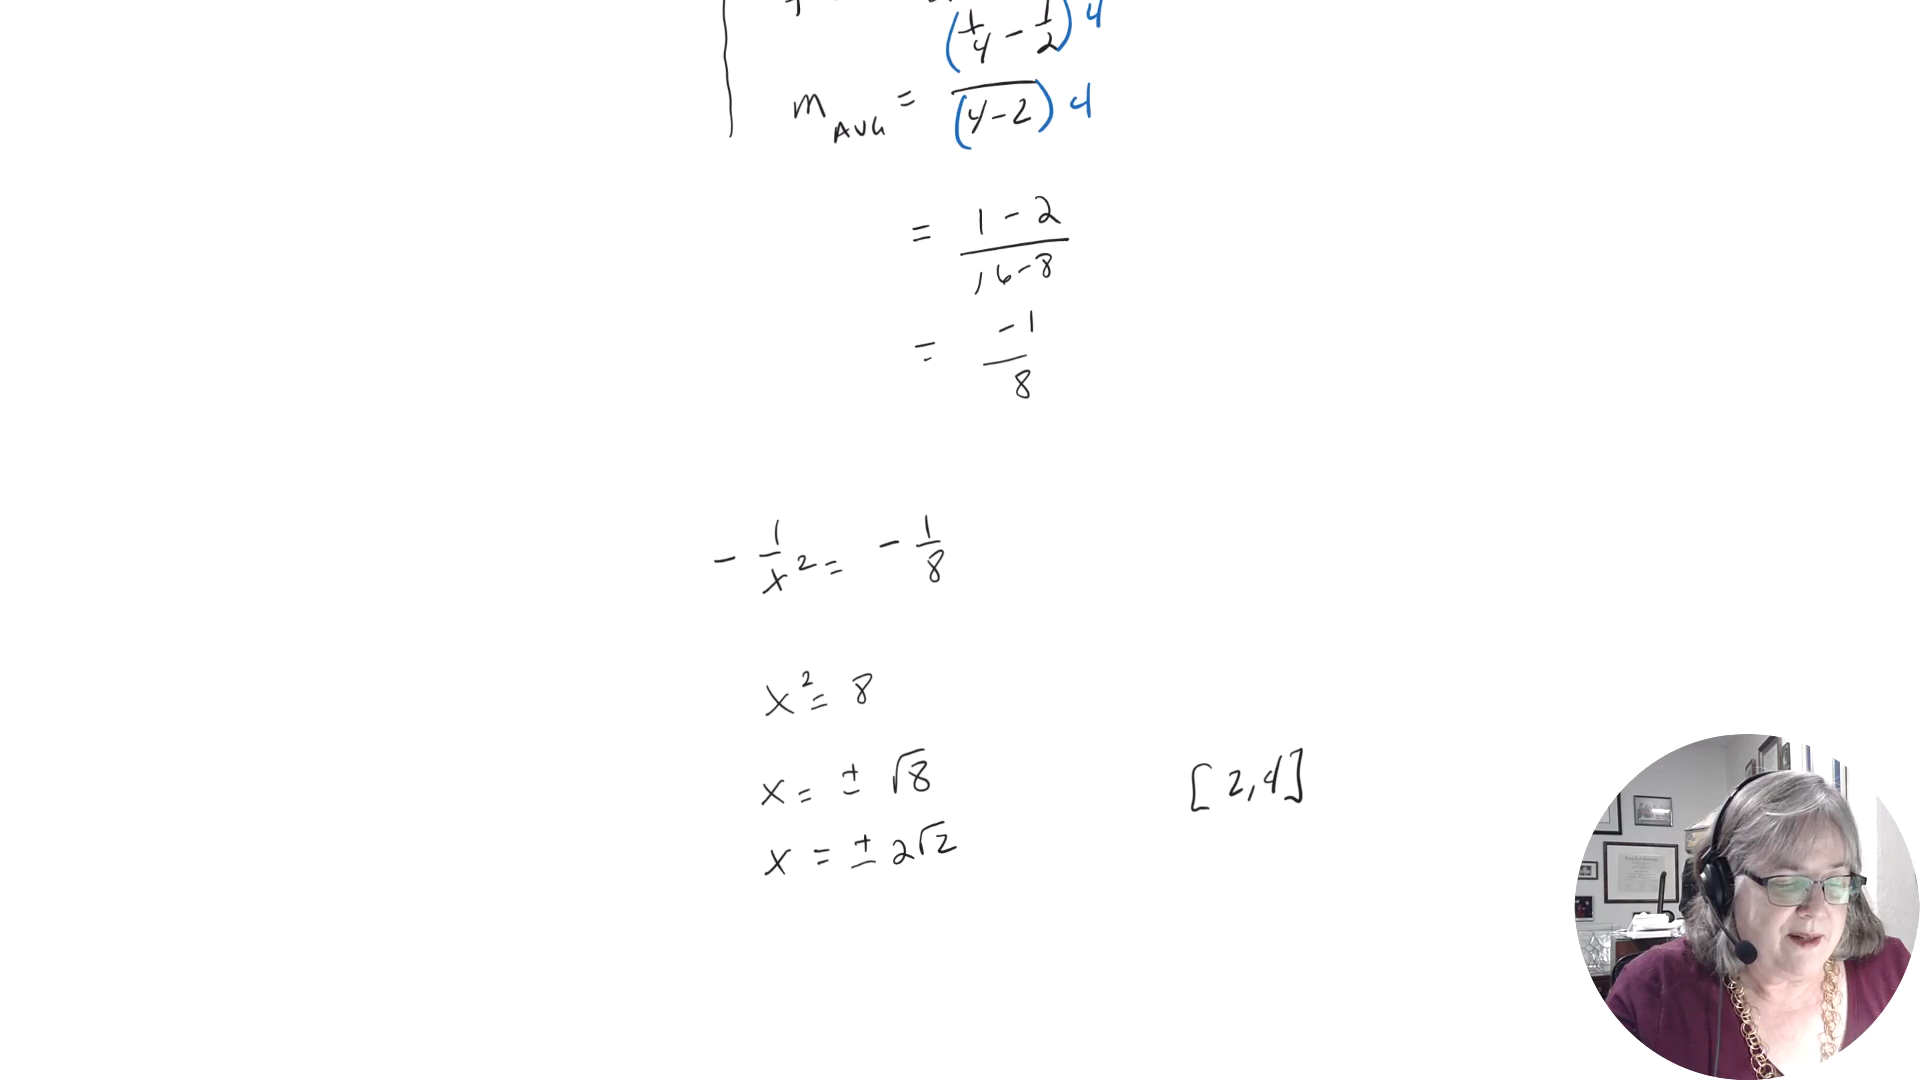 (1/4 - 1/2) 4
m AVG = (4-2) 4
= 1 - 2 / 16 - 8
= -1 / 8
- 1/x² = - 1/8
x² = 8
x = ± √8 [2,4]
x = ± 2√2